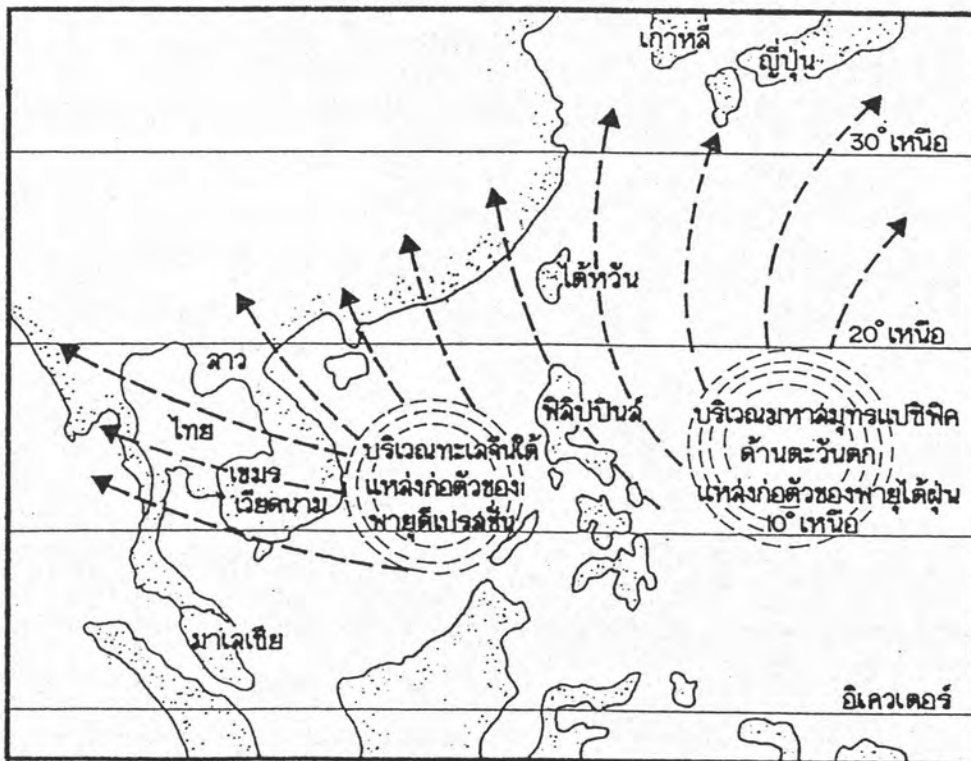 เกาหลี
ญี่ปุ่น
30° เหนือ
ไต้หวัน
20° เหนือ
ลาว
ไทย
เขมร
เวียดนาม
บริเวณทะเลจีนใต้
แหล่งก่อตัวของ
พายุดีเปรสชั่น
ฟิลิปปินส์
บริเวณมหาสมุทรแปซิฟิค
ด้านตะวันตก
แหล่งก่อตัวของพายุไต้ฝุ่น
10° เหนือ
มาเลเซีย
อิเควเตอร์